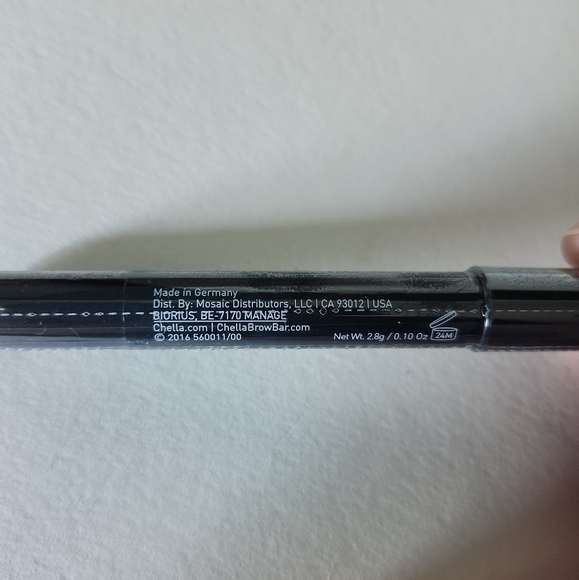 Made in Germany
Dist. By: Mosaic Distributors, LLC | CA 93012 | USA
BIORIUS, BE-7170 MANAGE
Chella.com | ChellaBrowBar.com
© 2016 560011/00
Net Wt. 2.8g / 0.10 Oz
24M